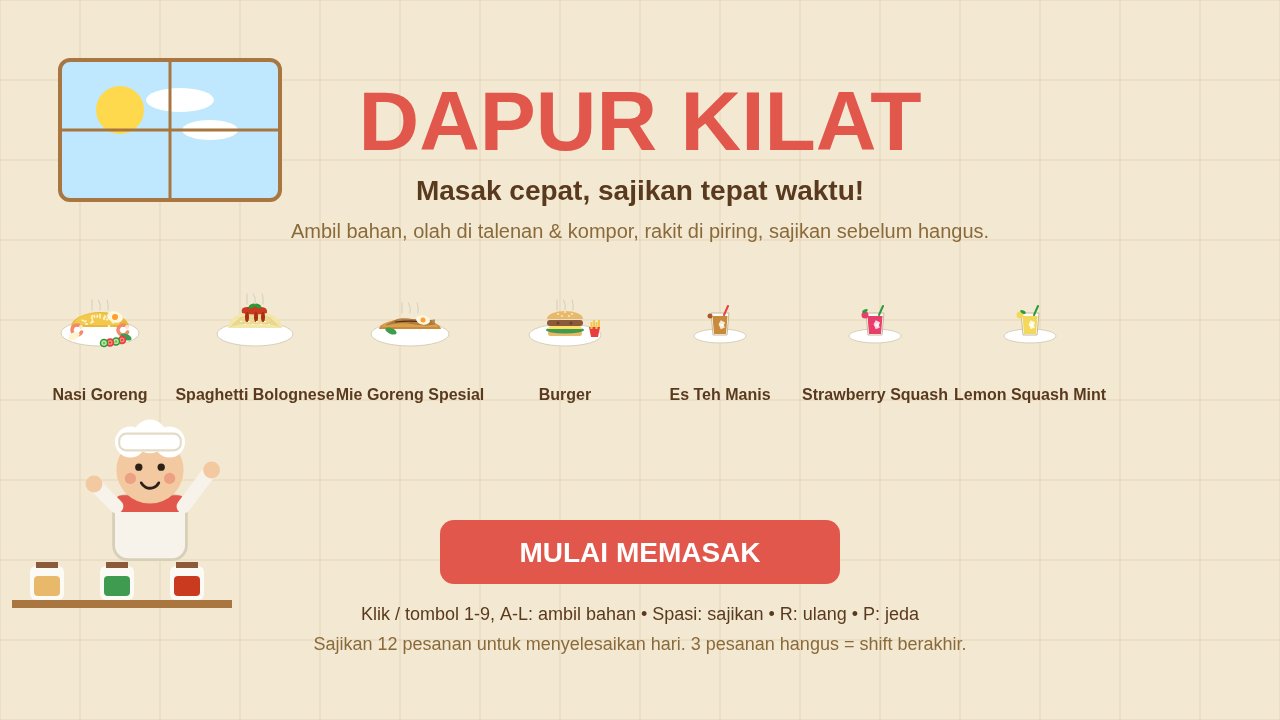 DAPUR KILAT
Masak cepat, sajikan tepat waktu!
Ambil bahan, olah di talenan & kompor, rakit di piring, sajikan sebelum hangus.
Nasi Goreng
Spaghetti Bolognese
Mie Goreng Spesial
Burger
Es Teh Manis
Strawberry Squash
Lemon Squash Mint
MULAI MEMASAK
Klik / tombol 1-9, A-L: ambil bahan • Spasi: sajikan • R: ulang • P: jeda
Sajikan 12 pesanan untuk menyelesaikan hari. 3 pesanan hangus = shift berakhir.